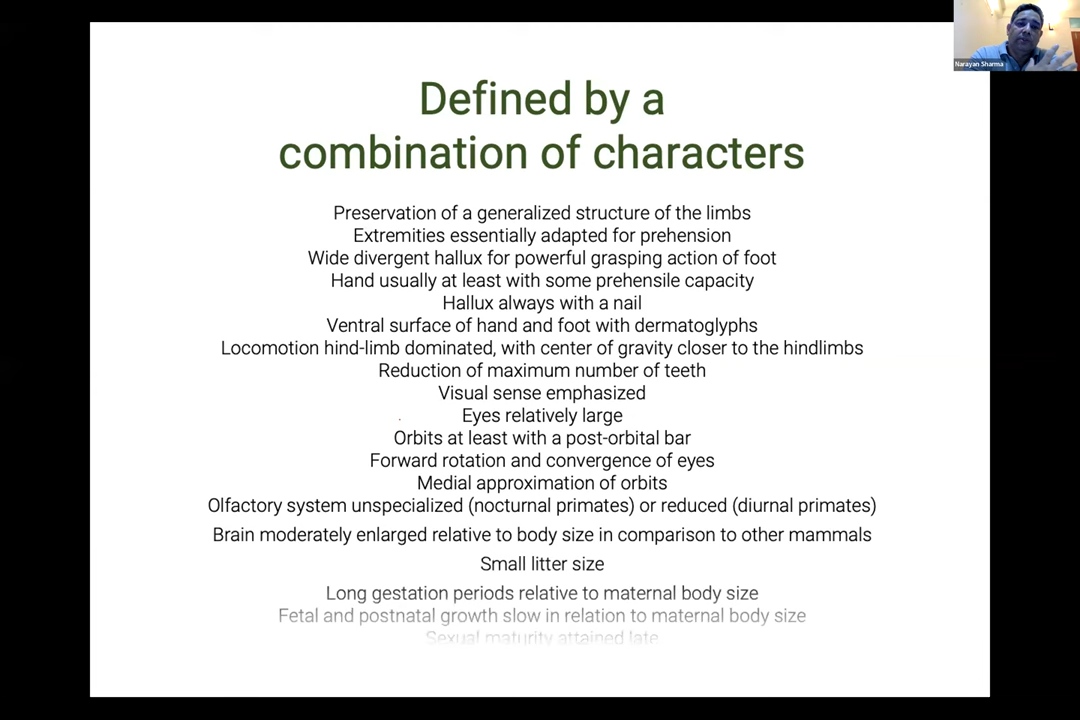 Narayan Sharma
Defined by a
combination of characters
Preservation of a generalized structure of the limbs
Extremities essentially adapted for prehension
Wide divergent hallux for powerful grasping action of foot
Hand usually at least with some prehensile capacity
Hallux always with a nail
Ventral surface of hand and foot with dermatoglyphs
Locomotion hind-limb dominated, with center of gravity closer to the hindlimbs
Reduction of maximum number of teeth
Visual sense emphasized
Eyes relatively large
Orbits at least with a post-orbital bar
Forward rotation and convergence of eyes
Medial approximation of orbits
Olfactory system unspecialized (nocturnal primates) or reduced (diurnal primates)
Brain moderately enlarged relative to body size in comparison to other mammals
Small litter size
Long gestation periods relative to maternal body size
Fetal and postnatal growth slow in relation to maternal body size
Sexual maturity attained late